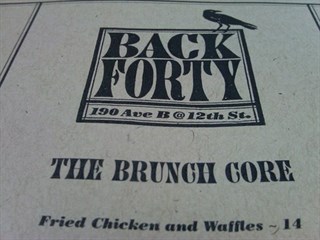 BACK
FORTY
190 Ave B @ 12th St.
THE BRUNCH CORE
Fried Chicken and Waffles ~ 14